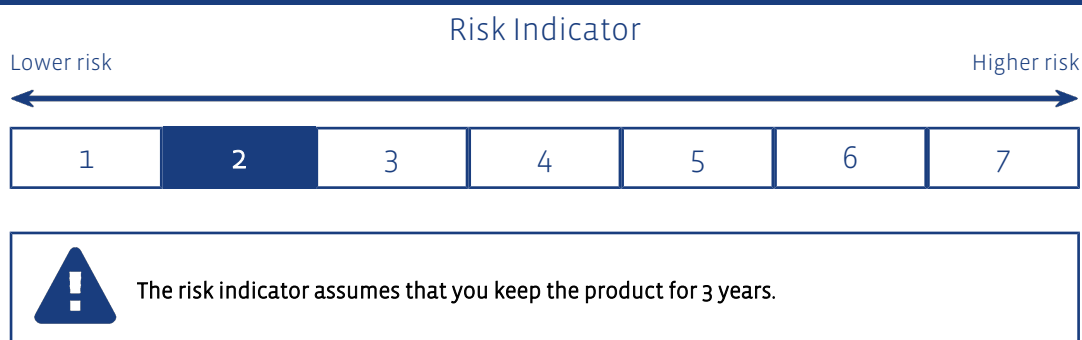 Risk Indicator
Lower risk Higher risk
1 2 3 4 5 6 7
The risk indicator assumes that you keep the product for 3 years.